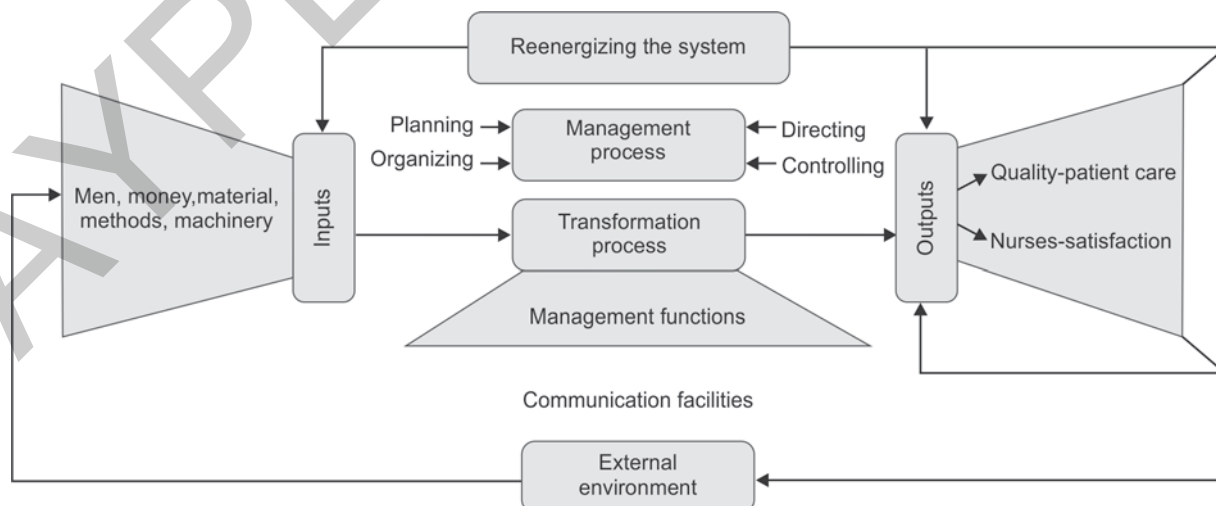 Reenergizing the system
Planning
Organizing
Management
process
Directing
Controlling
Men, money,material,
methods, machinery
Inputs
Transformation
process
Management functions
Outputs
Quality-patient care
Nurses-satisfaction
Communication facilities
External
environment